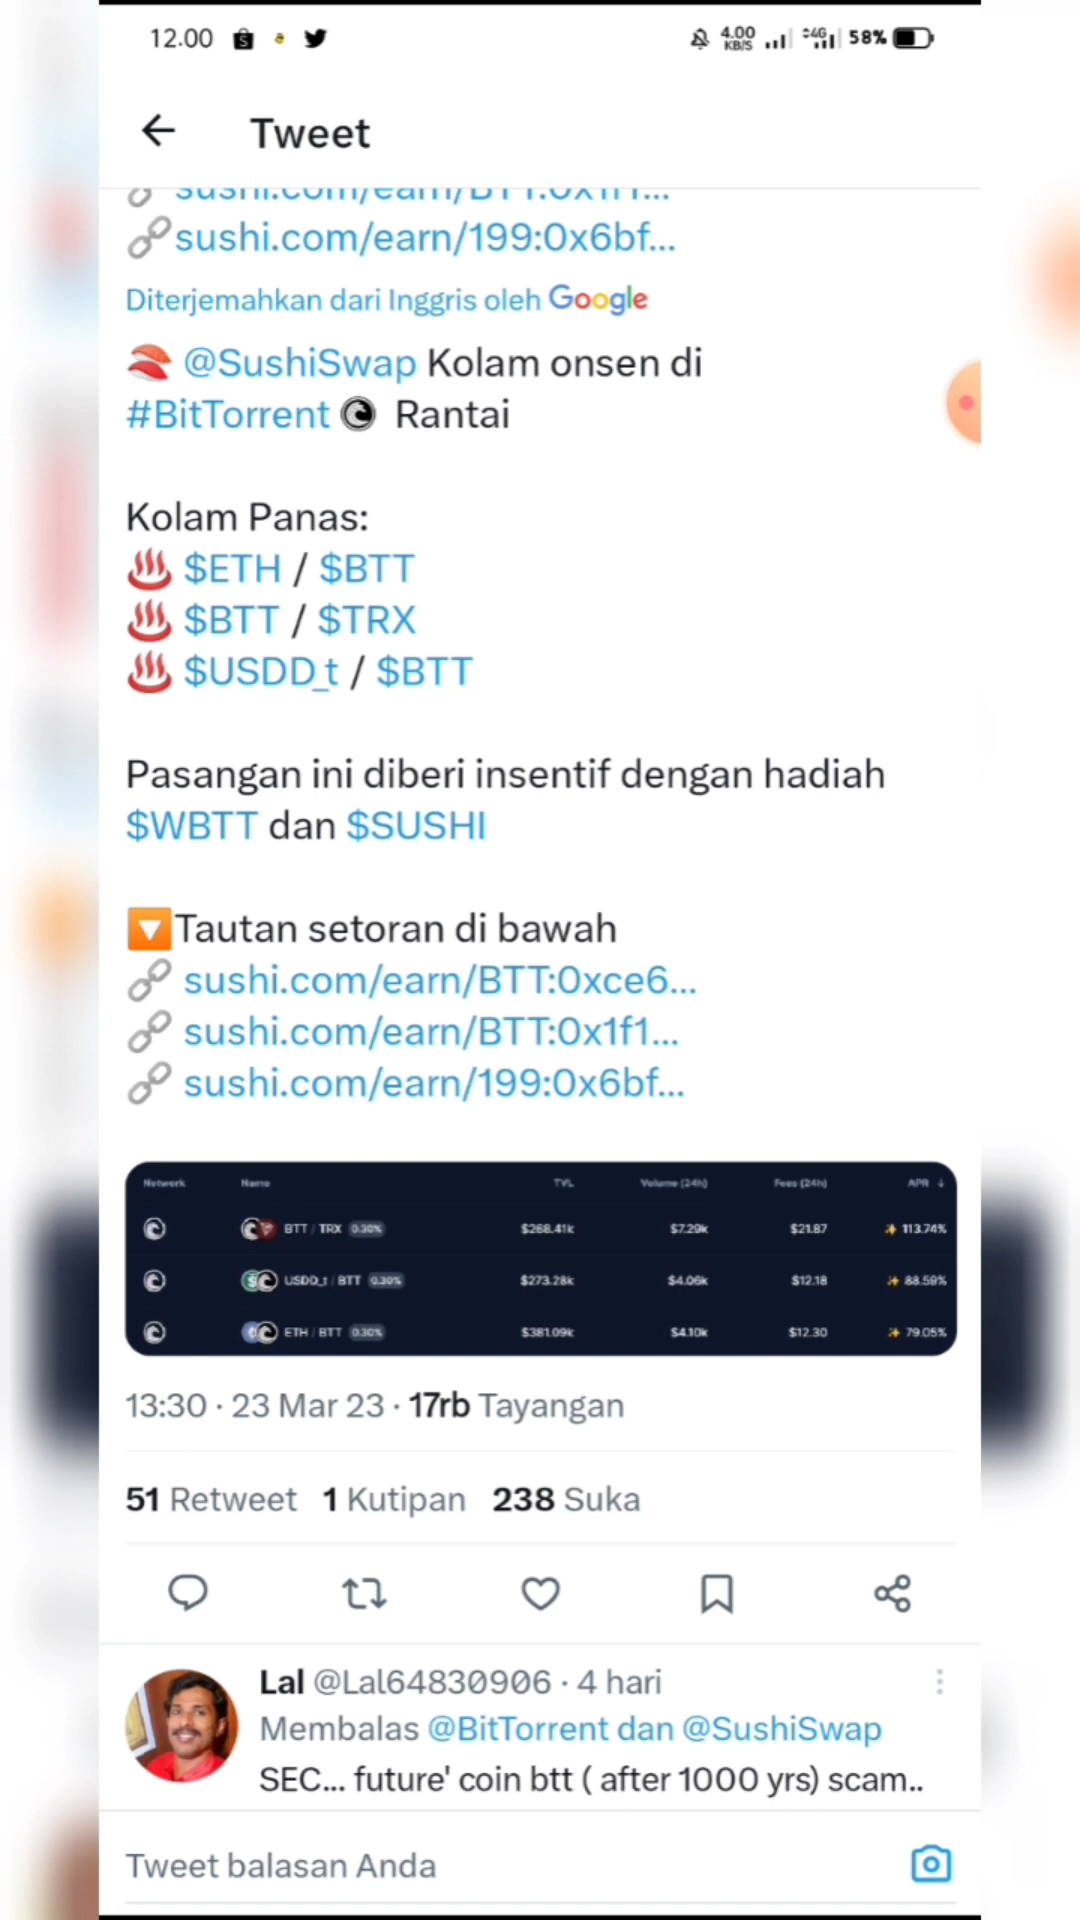 12.00
4.00 KB/S 4G 58%
Tweet
sushi.com/earn/BTT:0x1f1...
sushi.com/earn/199:0x6bf...
Diterjemahkan dari Inggris oleh Google
@SushiSwap Kolam onsen di
#BitTorrent Rantai
Kolam Panas:
$ETH / $BTT
$BTT / $TRX
$USDD_t / $BTT
Pasangan ini diberi insentif dengan hadiah
$WBTT dan $SUSHI
Tautan setoran di bawah
sushi.com/earn/BTT:0xce6...
sushi.com/earn/BTT:0x1f1...
sushi.com/earn/199:0x6bf...
Network Name TVL Volume (24h) Fees (24h) APR ↓
BTT / TRX 0.30% $268.41k $7.29k $21.87 113.74%
USDD_t / BTT 0.30% $273.28k $4.06k $12.18 88.59%
ETH / BTT 0.30% $381.09k $4.10k $12.30 79.05%
13:30 · 23 Mar 23 · 17rb Tayangan
51 Retweet 1 Kutipan 238 Suka
Lal @Lal64830906 · 4 hari
Membalas @BitTorrent dan @SushiSwap
SEC... future' coin btt ( after 1000 yrs) scam..
Tweet balasan Anda